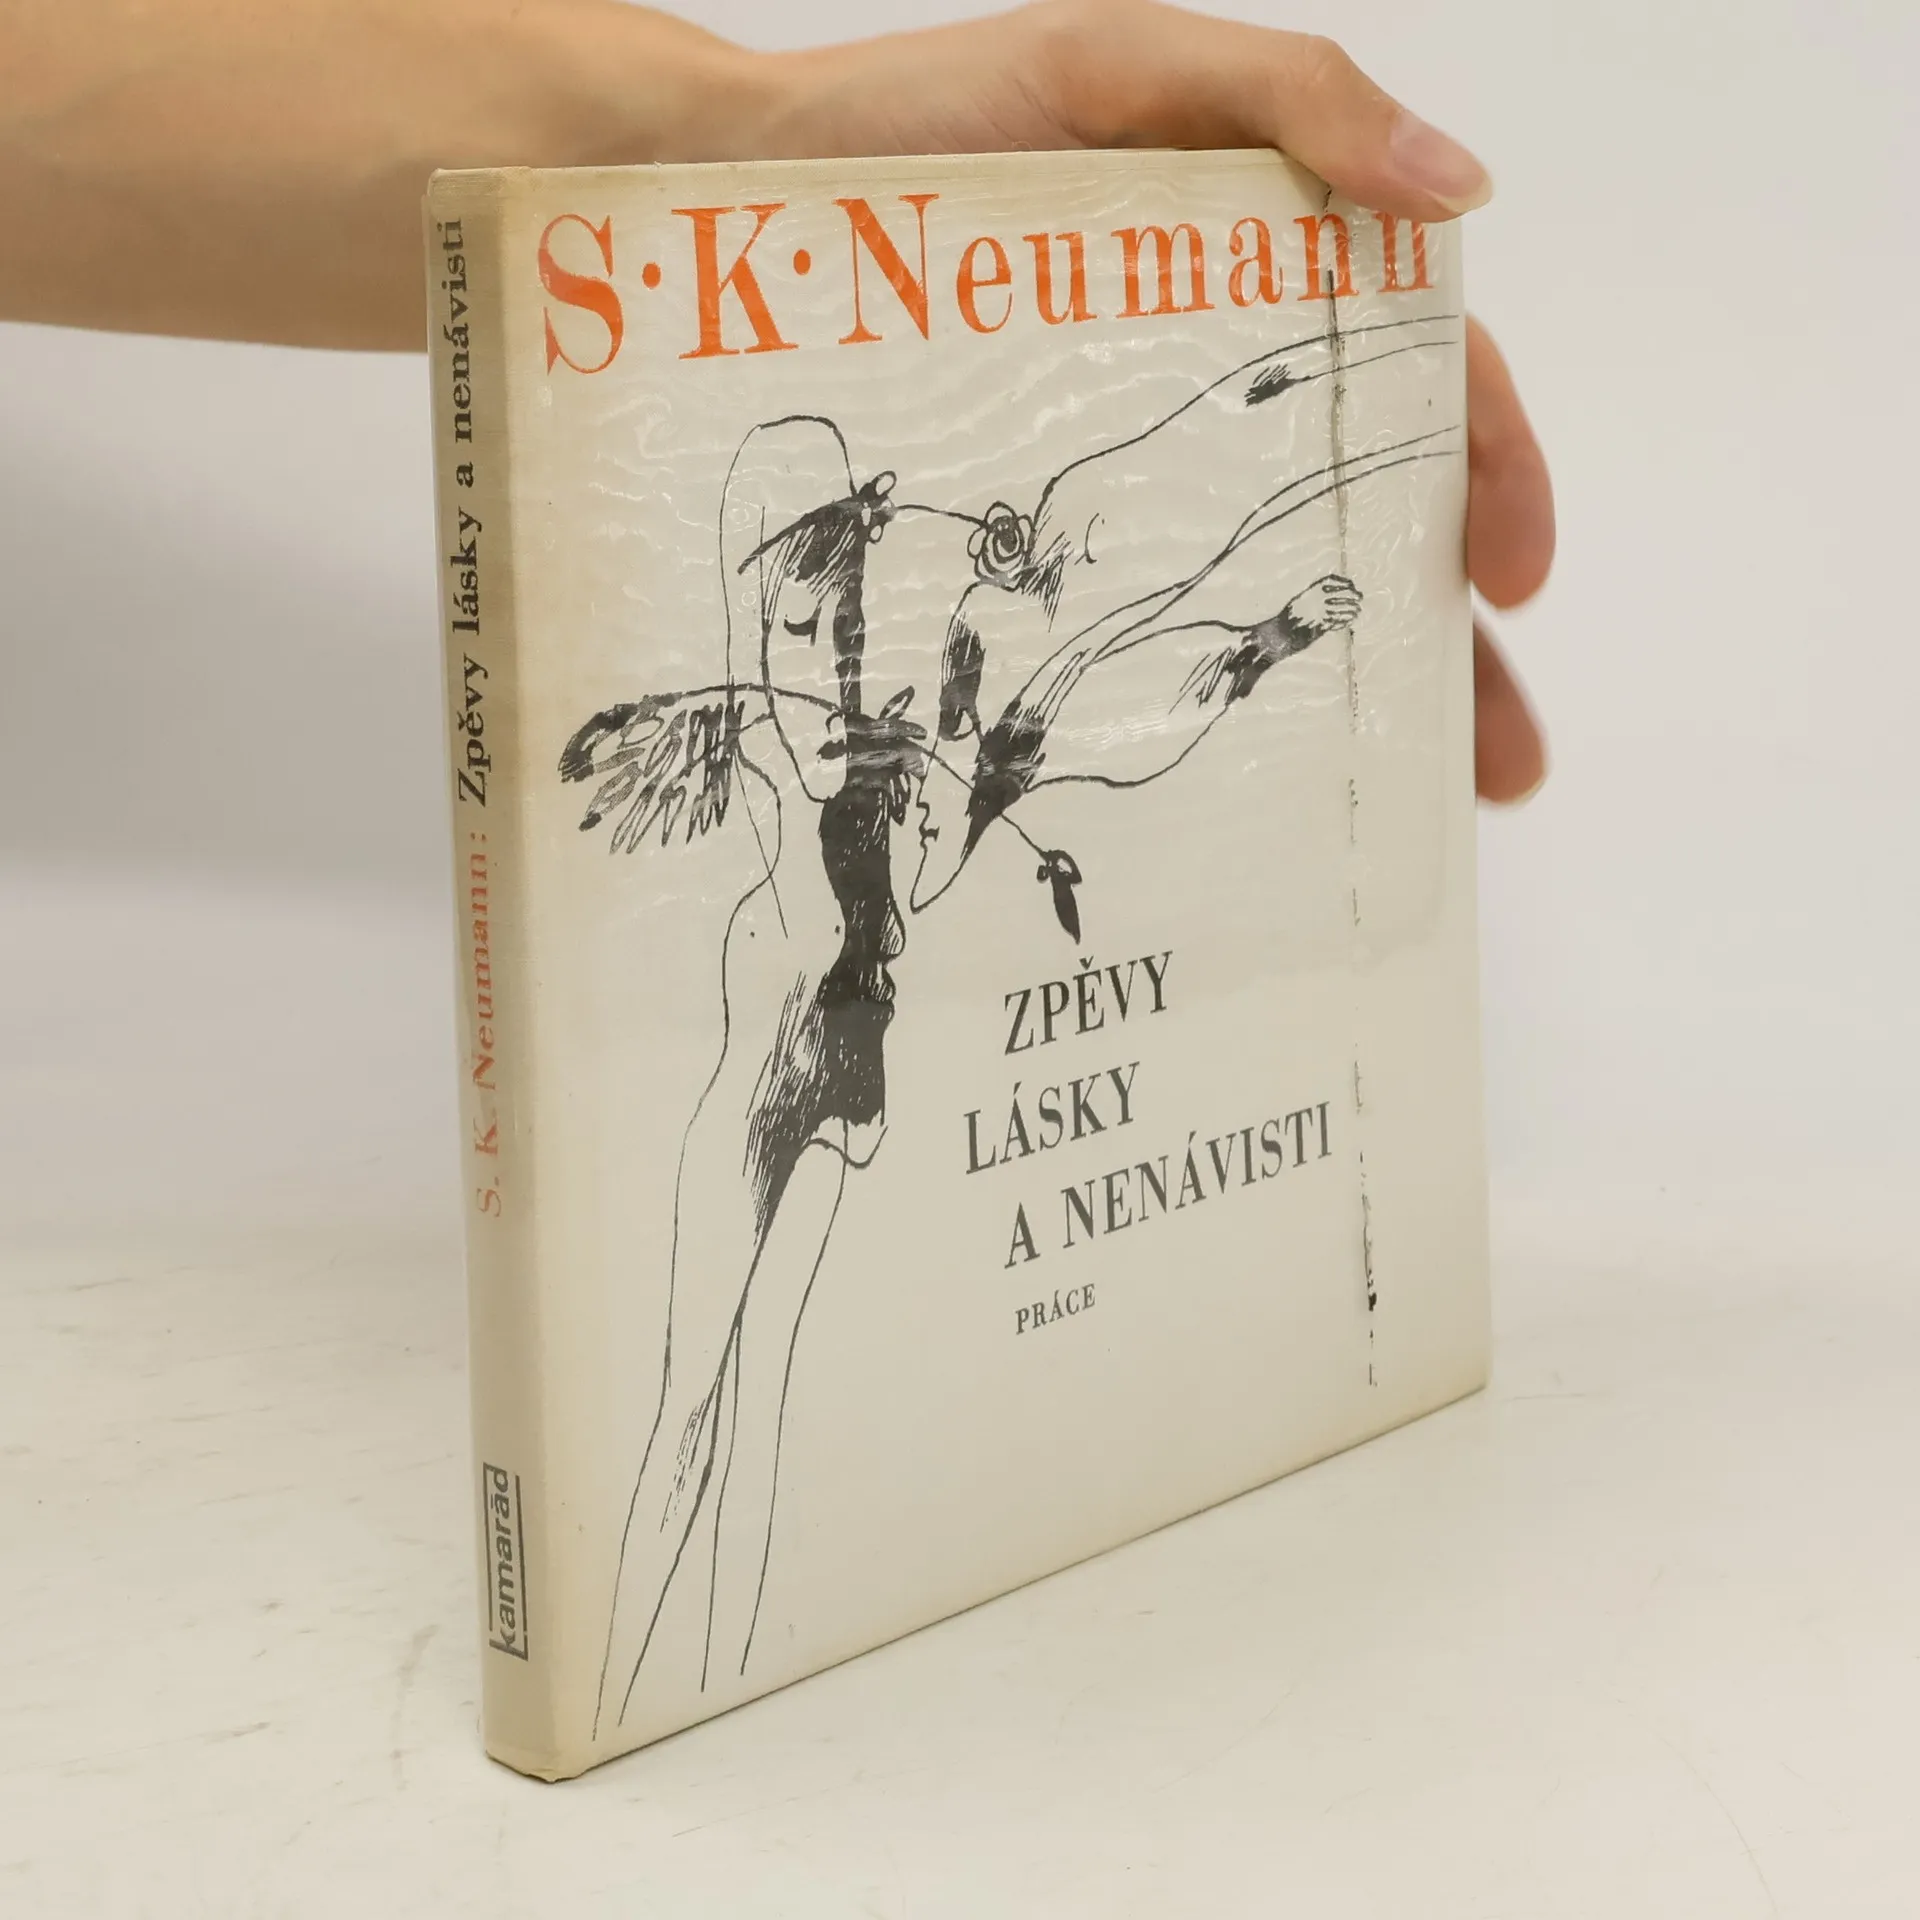 S·K·Neumann
ZPĚVY
LÁSKY
A NENÁVISTI
PRÁCE
S. K. Neumann: Zpěvy lásky a nenávisti
kamarád